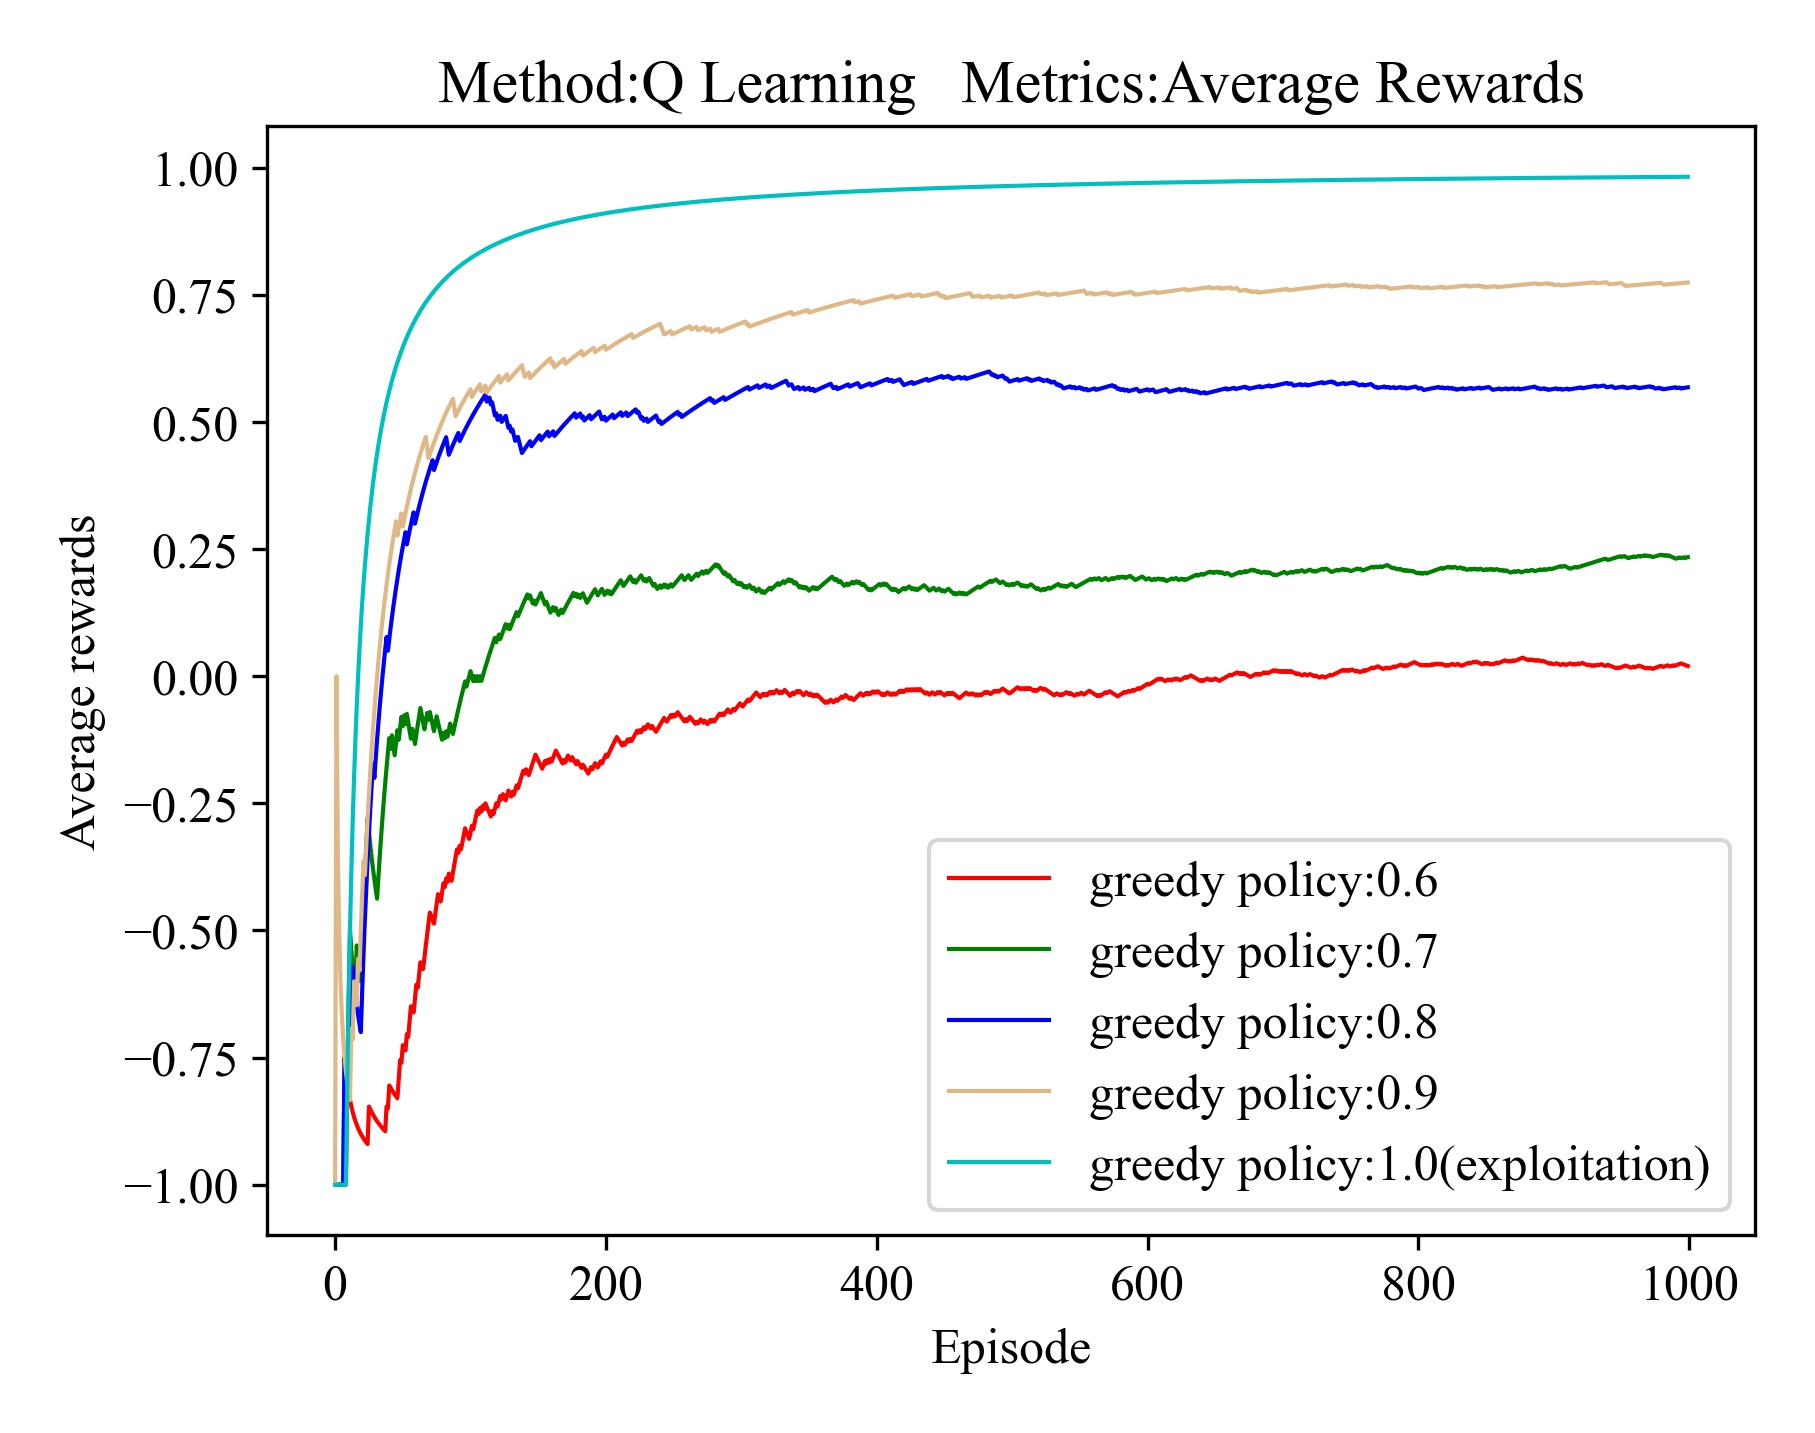 Method:Q Learning   Metrics:Average Rewards
1.00
0.75
0.50
0.25
0.00
−0.25
−0.50
−0.75
−1.00
Average rewards
greedy policy:0.6
greedy policy:0.7
greedy policy:0.8
greedy policy:0.9
greedy policy:1.0(exploitation)
0 200 400 600 800 1000
Episode